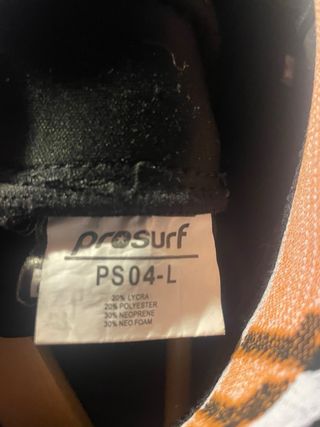 prosurf
PS04-L
20% LYCRA
20% POLYESTER
30% NEOPRENE
30% NEO.FOAM